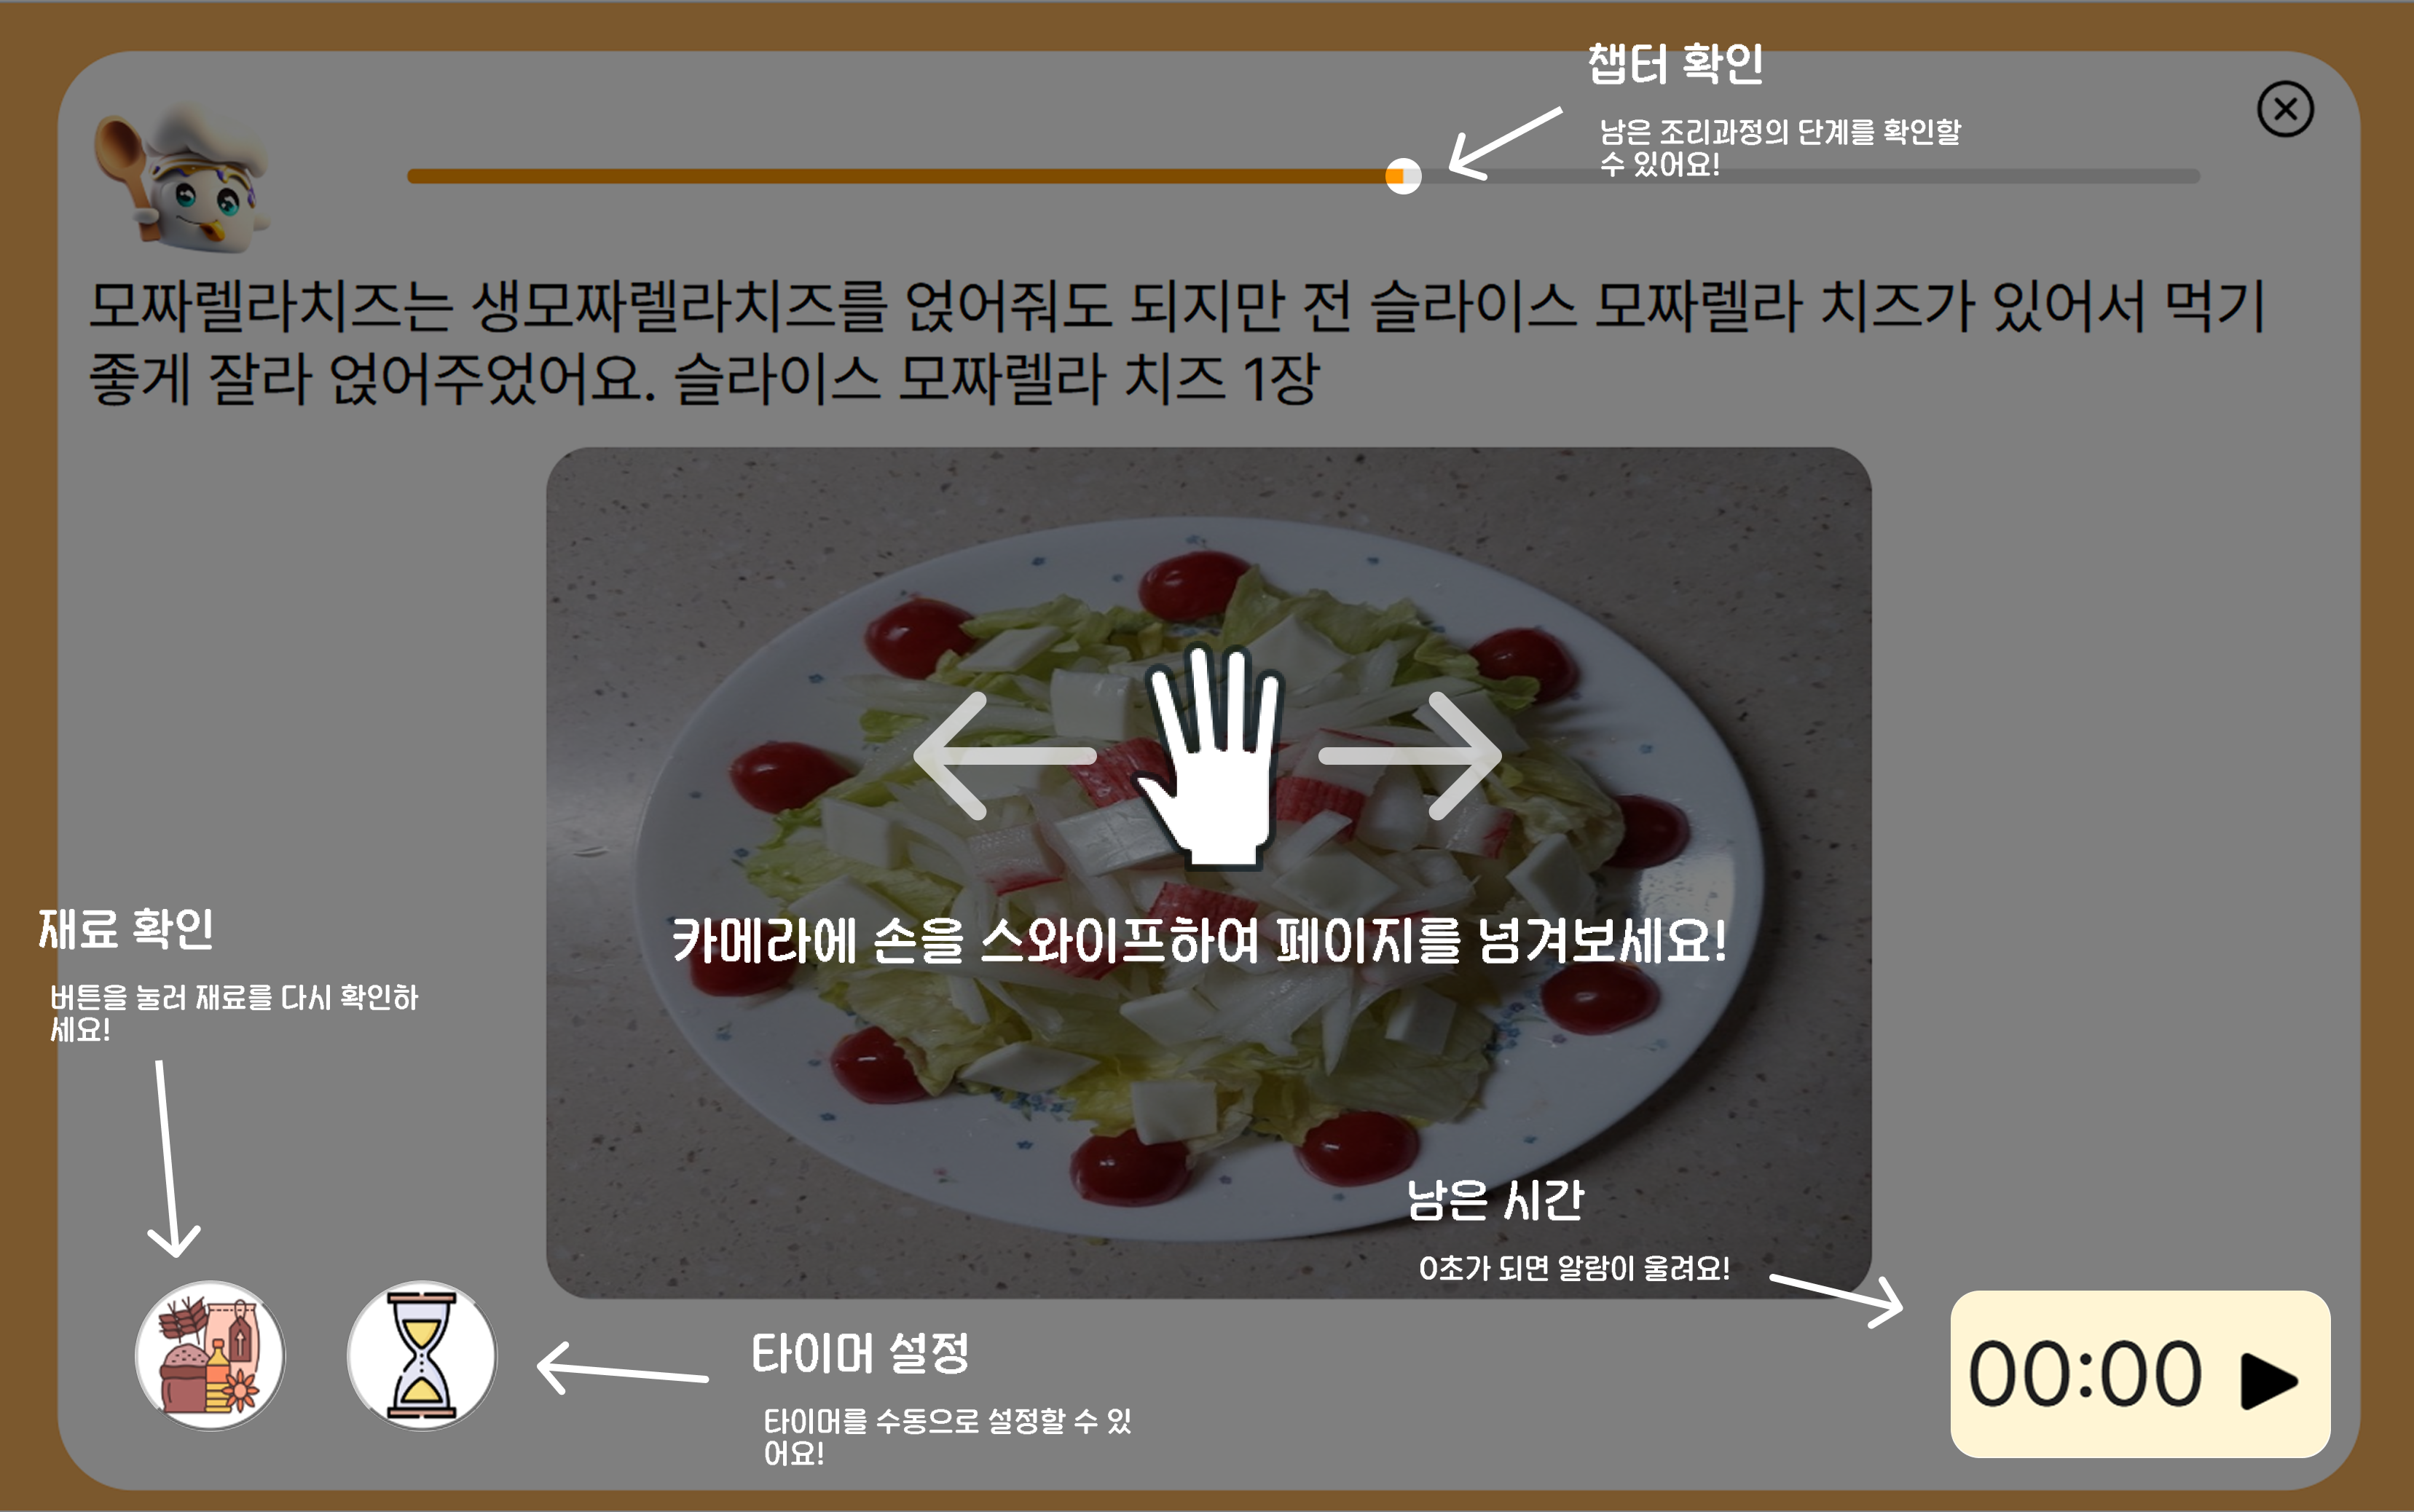 챕터 확인
남은 조리과정의 단계를 확인할
수 있어요!
모짜렐라치즈는 생모짜렐라치즈를 얹어줘도 되지만 전 슬라이스 모짜렐라 치즈가 있어서 먹기
좋게 잘라 얹어주었어요. 슬라이스 모짜렐라 치즈 1장
카메라에 손을 스와이프하여 페이지를 넘겨보세요!
재료 확인
버튼을 눌러 재료를 다시 확인하
세요!
남은 시간
0초가 되면 알람이 울려요!
타이머 설정
타이머를 수동으로 설정할 수 있
어요!
00:00